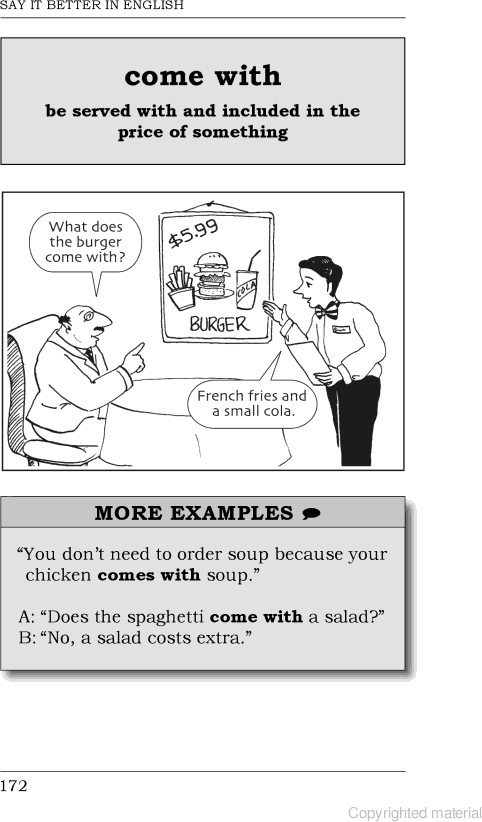 SAY IT BETTER IN ENGLISH
come with
be served with and included in the
price of something
What does
the burger
come with?
$5.99
COLA
BURGER
French fries and
a small cola.
MORE EXAMPLES
“You don’t need to order soup because your
chicken comes with soup.”
A: “Does the spaghetti come with a salad?”
B: “No, a salad costs extra.”
172
Copyrighted material